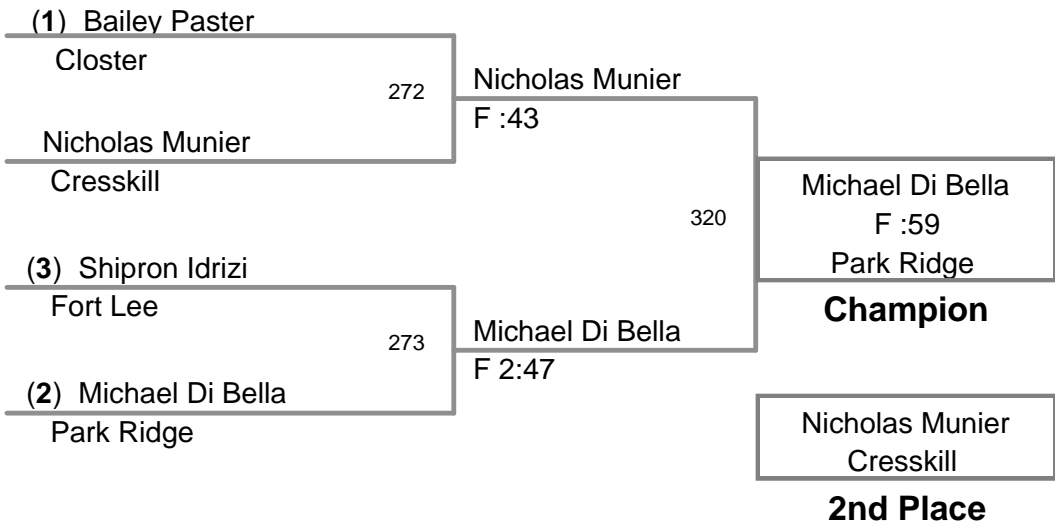 (1) Bailey Paster
Closter
272
Nicholas Munier
F :43
Nicholas Munier
Cresskill
Michael Di Bella
F :59
Park Ridge
Champion
320
(3) Shipron Idrizi
Fort Lee
273
Michael Di Bella
F 2:47
(2) Michael Di Bella
Park Ridge
Nicholas Munier
Cresskill
2nd Place